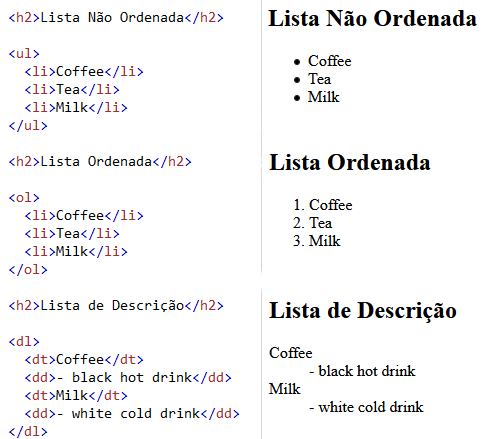 <h2>Lista Não Ordenada</h2>
<ul>
<li>Coffee</li>
<li>Tea</li>
<li>Milk</li>
</ul>
<h2>Lista Ordenada</h2>
<ol>
<li>Coffee</li>
<li>Tea</li>
<li>Milk</li>
</ol>
<h2>Lista de Descrição</h2>
<dl>
<dt>Coffee</dt>
<dd>- black hot drink</dd>
<dt>Milk</dt>
<dd>- white cold drink</dd>
</dl>
Lista Não Ordenada
• Coffee
• Tea
• Milk
Lista Ordenada
1. Coffee
2. Tea
3. Milk
Lista de Descrição
Coffee
- black hot drink
Milk
- white cold drink